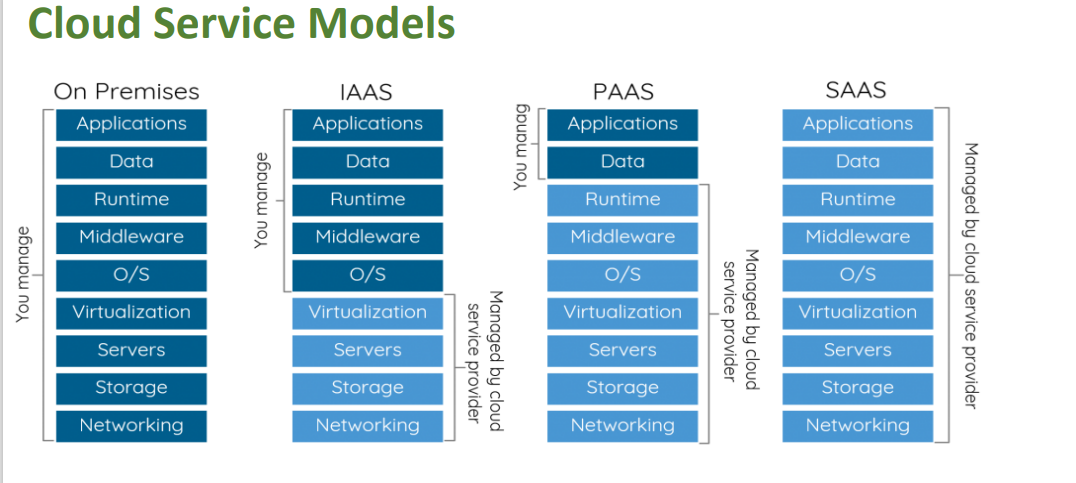 Cloud Service Models
On Premises
Applications
Data
Runtime
Middleware
O/S
Virtualization
Servers
Storage
Networking
You manage
IAAS
Applications
Data
Runtime
Middleware
O/S
Virtualization
Servers
Storage
Networking
You manage
Managed by cloud
service provider
PAAS
Applications
Data
Runtime
Middleware
O/S
Virtualization
Servers
Storage
Networking
You manage
Managed by cloud
service provider
SAAS
Applications
Data
Runtime
Middleware
O/S
Virtualization
Servers
Storage
Networking
Managed by cloud service provider